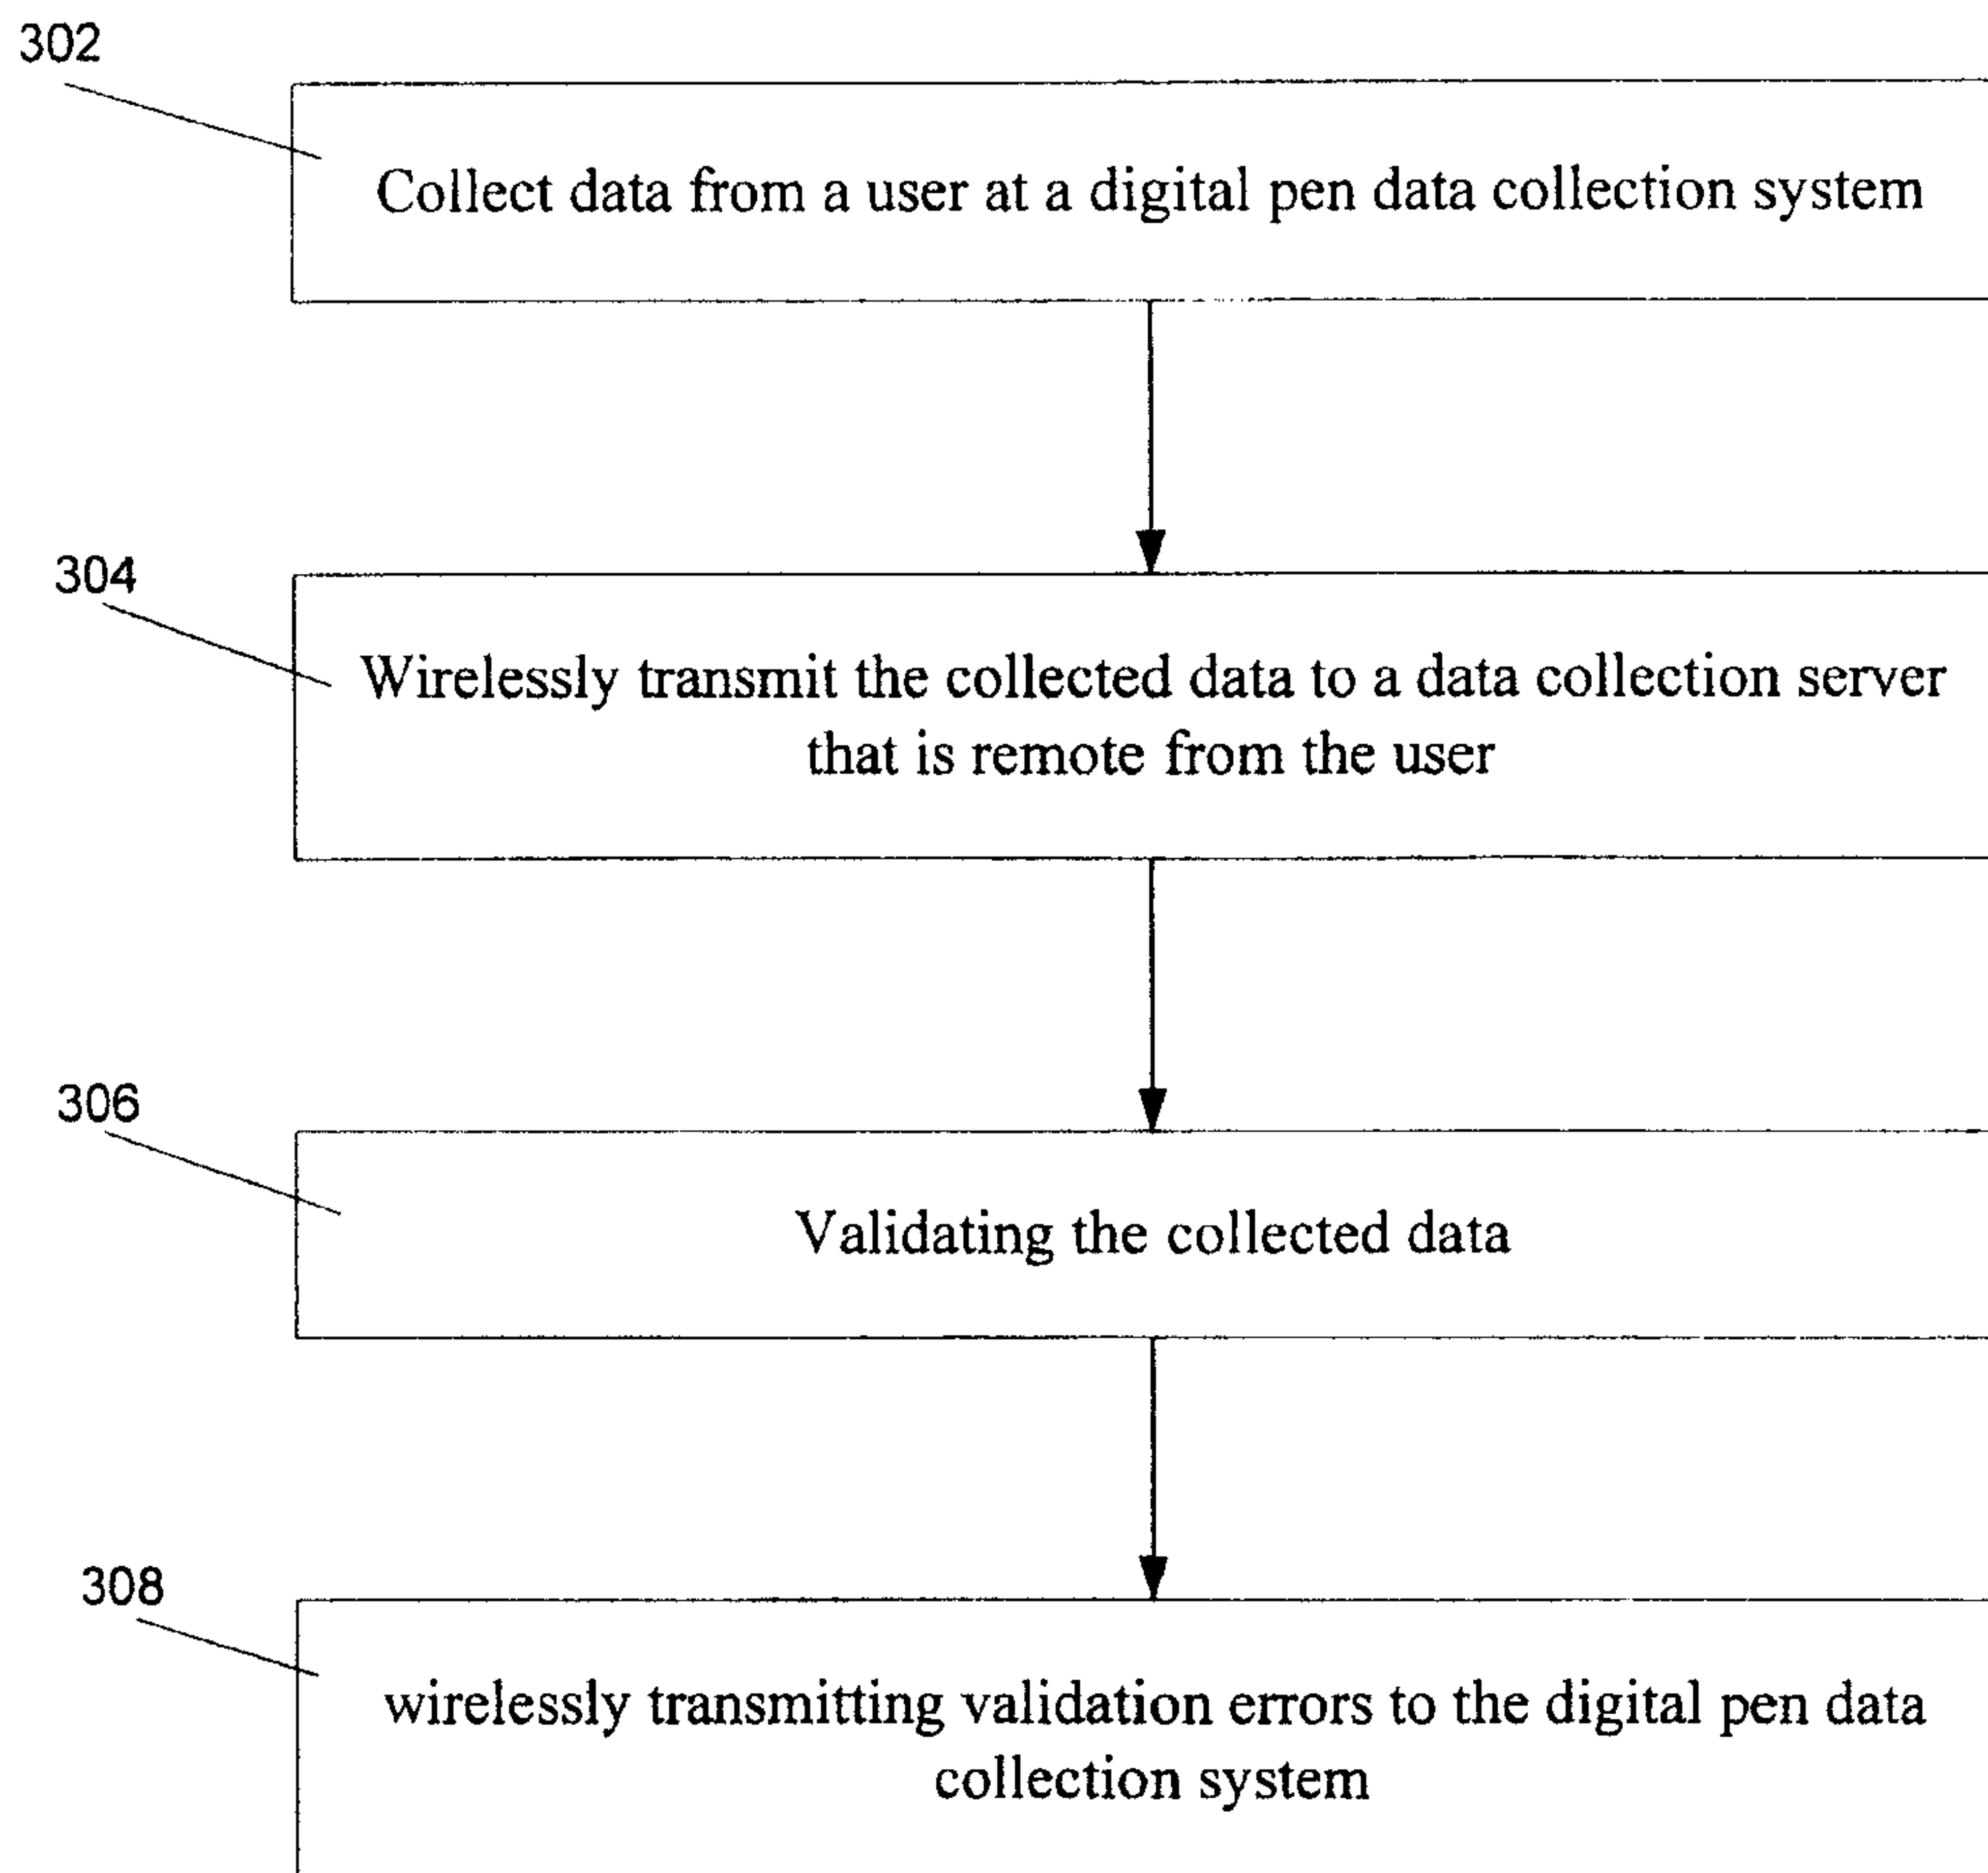 302
Collect data from a user at a digital pen data collection system
304
Wirelessly transmit the collected data to a data collection server
that is remote from the user
306
Validating the collected data
308
wirelessly transmitting validation errors to the digital pen data
collection system